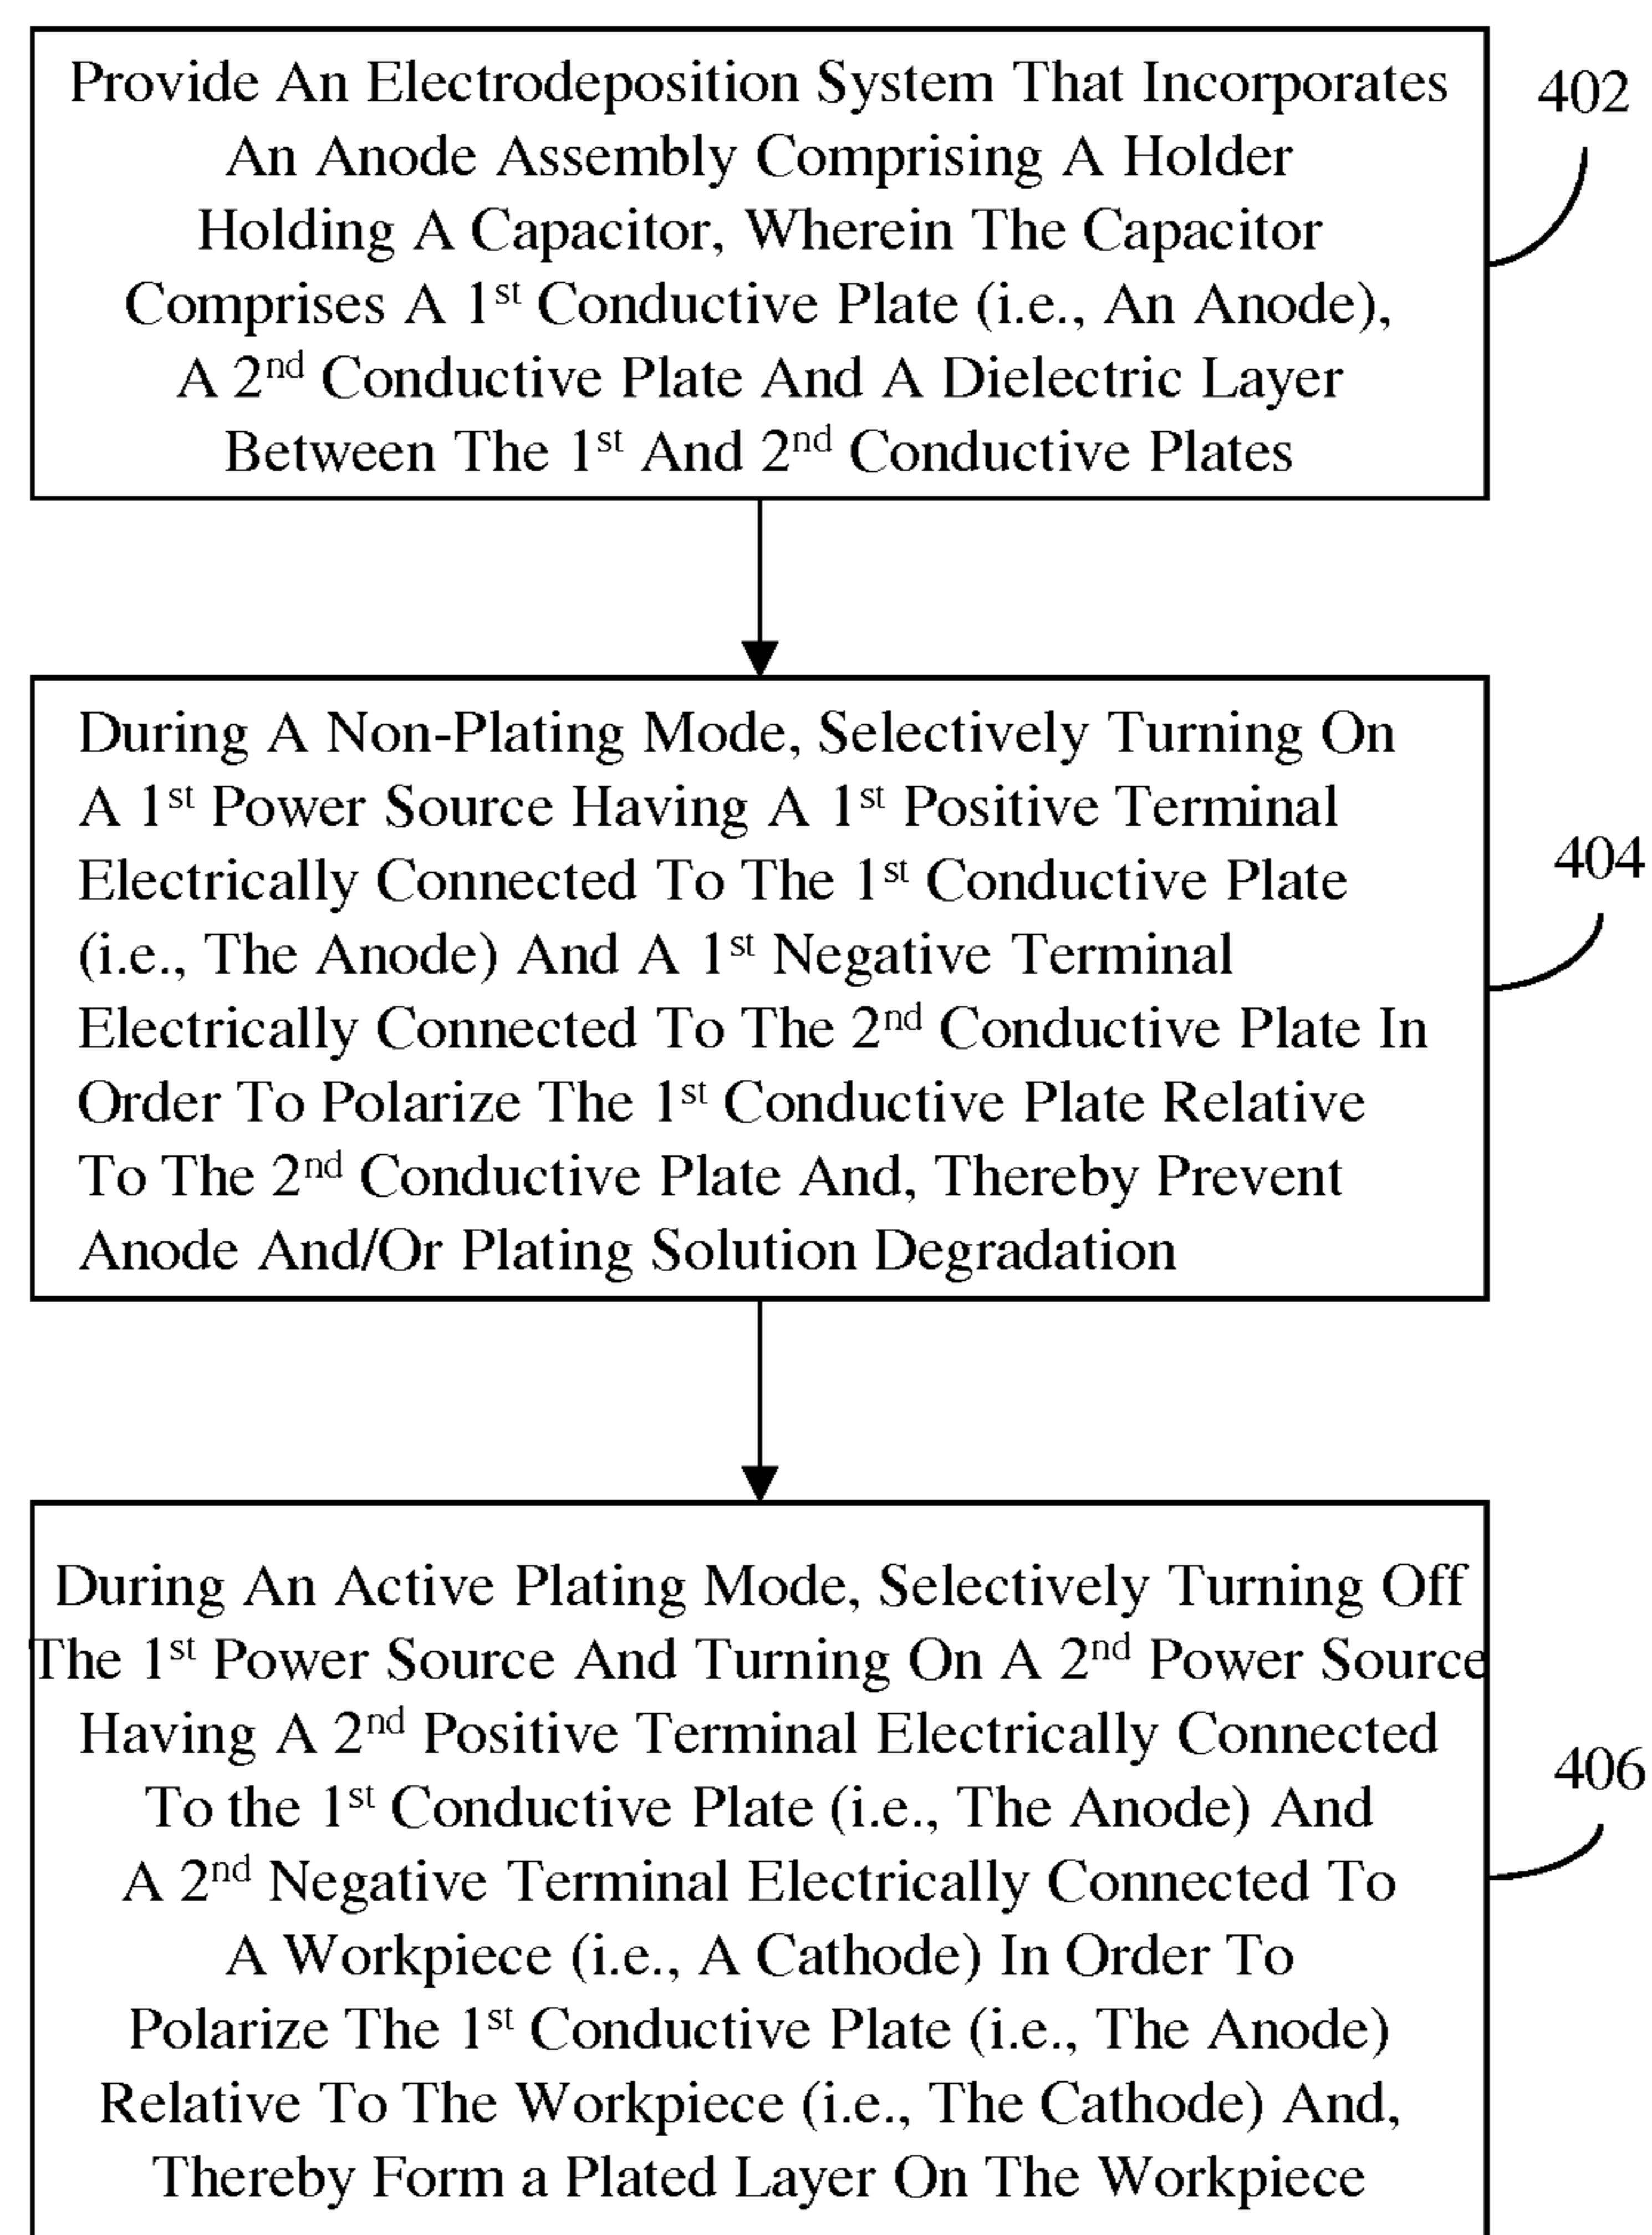 Provide An Electrodeposition System That Incorporates
An Anode Assembly Comprising A Holder
Holding A Capacitor, Wherein The Capacitor
Comprises A 1st Conductive Plate (i.e., An Anode),
A 2nd Conductive Plate And A Dielectric Layer
Between The 1st And 2nd Conductive Plates
402
During A Non-Plating Mode, Selectively Turning On
A 1st Power Source Having A 1st Positive Terminal
Electrically Connected To The 1st Conductive Plate
(i.e., The Anode) And A 1st Negative Terminal
Electrically Connected To The 2nd Conductive Plate In
Order To Polarize The 1st Conductive Plate Relative
To The 2nd Conductive Plate And, Thereby Prevent
Anode And/Or Plating Solution Degradation
404
During An Active Plating Mode, Selectively Turning Off
The 1st Power Source And Turning On A 2nd Power Source
Having A 2nd Positive Terminal Electrically Connected
To the 1st Conductive Plate (i.e., The Anode) And
A 2nd Negative Terminal Electrically Connected To
A Workpiece (i.e., A Cathode) In Order To
Polarize The 1st Conductive Plate (i.e., The Anode)
Relative To The Workpiece (i.e., The Cathode) And,
Thereby Form a Plated Layer On The Workpiece
406